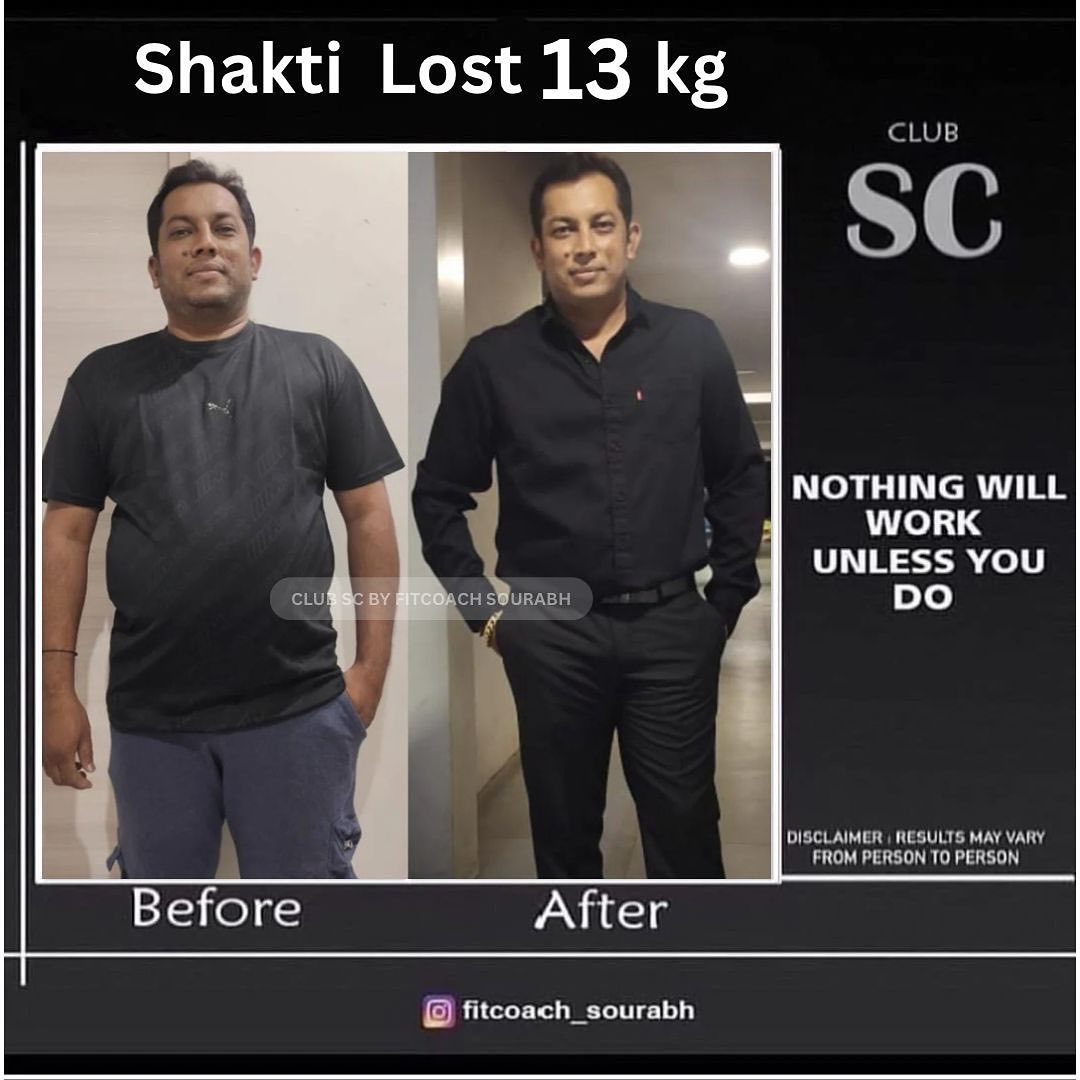 Shakti Lost 13 kg
CLUB
SC
CLUB SC BY FITCOACH SOURABH
NOTHING WILL
WORK
UNLESS YOU
DO
DISCLAIMER : RESULTS MAY VARY
FROM PERSON TO PERSON
Before After
fitcoach_sourabh